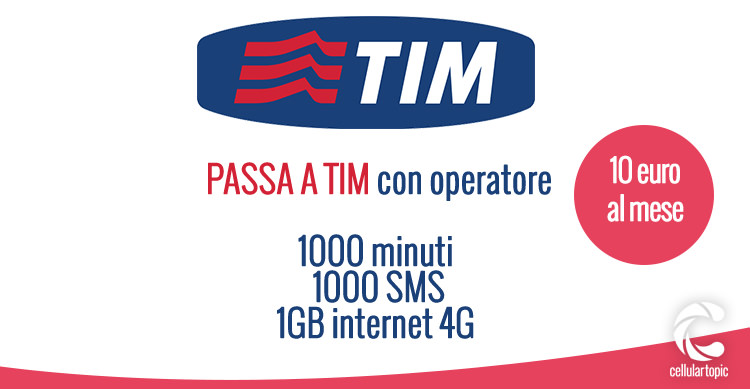 TIM
PASSA A TIM con operatore
10 euro
al mese
1000 minuti
1000 SMS
1GB internet 4G
cellulartopic